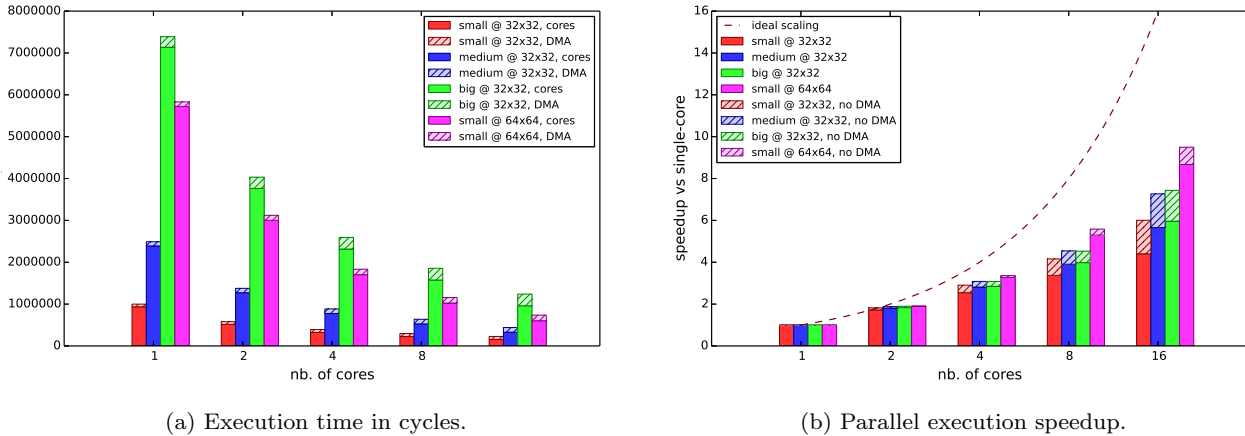 8000000
7000000
6000000
5000000
4000000
3000000
2000000
1000000
0
1 2 4 8
nb. of cores
small @ 32x32, cores
small @ 32x32, DMA
medium @ 32x32, cores
medium @ 32x32, DMA
big @ 32x32, cores
big @ 32x32, DMA
small @ 64x64, cores
small @ 64x64, DMA
(a) Execution time in cycles.
speedup vs single-core
16
14
12
10
8
6
4
2
0
1 2 4 8 16
nb. of cores
ideal scaling
small @ 32x32
medium @ 32x32
big @ 32x32
small @ 64x64
small @ 32x32, no DMA
medium @ 32x32, no DMA
big @ 32x32, no DMA
small @ 64x64, no DMA
(b) Parallel execution speedup.